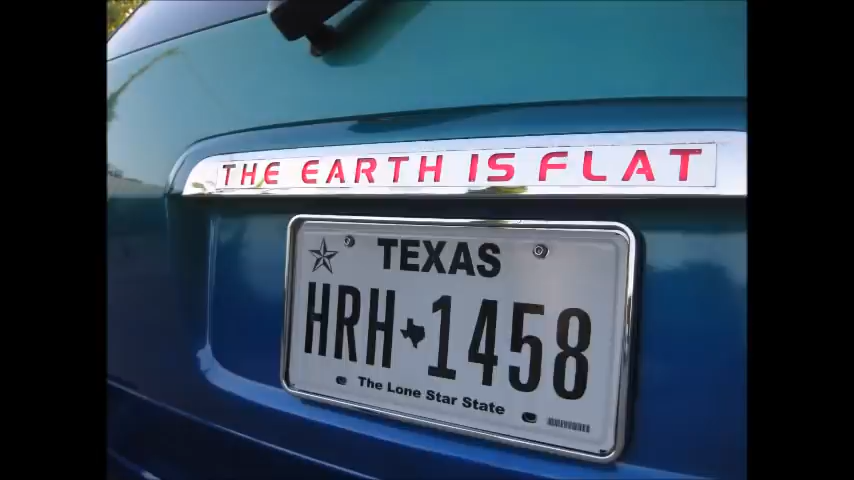 THE EARTH IS FLAT
TEXAS
HRH 1458
The Lone Star State